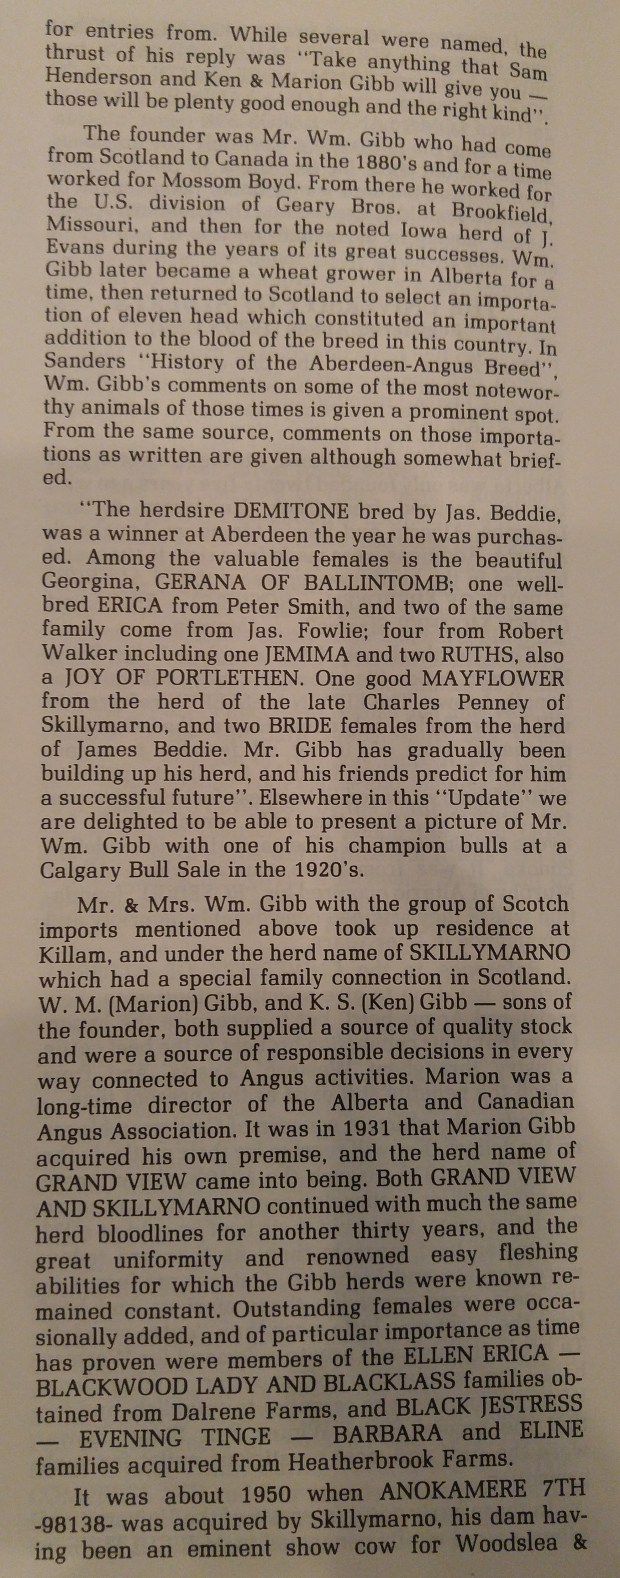 for entries from. While several were named, the
thrust of his reply was "Take anything that Sam
Henderson and Ken & Marion Gibb will give you —
those will be plenty good enough and the right kind".
The founder was Mr. Wm. Gibb who had come
from Scotland to Canada in the 1880's and for a time
worked for Mossom Boyd. From there he worked for
the U.S. division of Geary Bros. at Brookfield,
Missouri, and then for the noted Iowa herd of J.
Evans during the years of its great successes. Wm.
Gibb later became a wheat grower in Alberta for a
time, then returned to Scotland to select an importa-
tion of eleven head which constituted an important
addition to the blood of the breed in this country. In
Sanders "History of the Aberdeen-Angus Breed",
Wm. Gibb's comments on some of the most notewor-
thy animals of those times is given a prominent spot.
From the same source, comments on those importa-
tions as written are given although somewhat brief-
ed.
"The herdsire DEMITONE bred by Jas. Beddie,
was a winner at Aberdeen the year he was purchas-
ed. Among the valuable females is the beautiful
Georgina, GERANA OF BALLINTOMB; one well-
bred ERICA from Peter Smith, and two of the same
family come from Jas. Fowlie; four from Robert
Walker including one JEMIMA and two RUTHS, also
a JOY OF PORTLETHEN. One good MAYFLOWER
from the herd of the late Charles Penney of
Skillymarno, and two BRIDE females from the herd
of James Beddie. Mr. Gibb has gradually been
building up his herd, and his friends predict for him
a successful future". Elsewhere in this "Update" we
are delighted to be able to present a picture of Mr.
Wm. Gibb with one of his champion bulls at a
Calgary Bull Sale in the 1920's.
Mr. & Mrs. Wm. Gibb with the group of Scotch
imports mentioned above took up residence at
Killam, and under the herd name of SKILLYMARNO
which had a special family connection in Scotland.
W. M. (Marion) Gibb, and K. S. (Ken) Gibb — sons of
the founder, both supplied a source of quality stock
and were a source of responsible decisions in every
way connected to Angus activities. Marion was a
long-time director of the Alberta and Canadian
Angus Association. It was in 1931 that Marion Gibb
acquired his own premise, and the herd name of
GRAND VIEW came into being. Both GRAND VIEW
AND SKILLYMARNO continued with much the same
herd bloodlines for another thirty years, and the
great uniformity and renowned easy fleshing
abilities for which the Gibb herds were known re-
mained constant. Outstanding females were occa-
sionally added, and of particular importance as time
has proven were members of the ELLEN ERICA —
BLACKWOOD LADY AND BLACKLASS families ob-
tained from Dalrene Farms, and BLACK JESTRESS
— EVENING TINGE — BARBARA and ELINE
families acquired from Heatherbrook Farms.
It was about 1950 when ANOKAMERE 7TH
-98138- was acquired by Skillymarno, his dam hav-
ing been an eminent show cow for Woodslea &